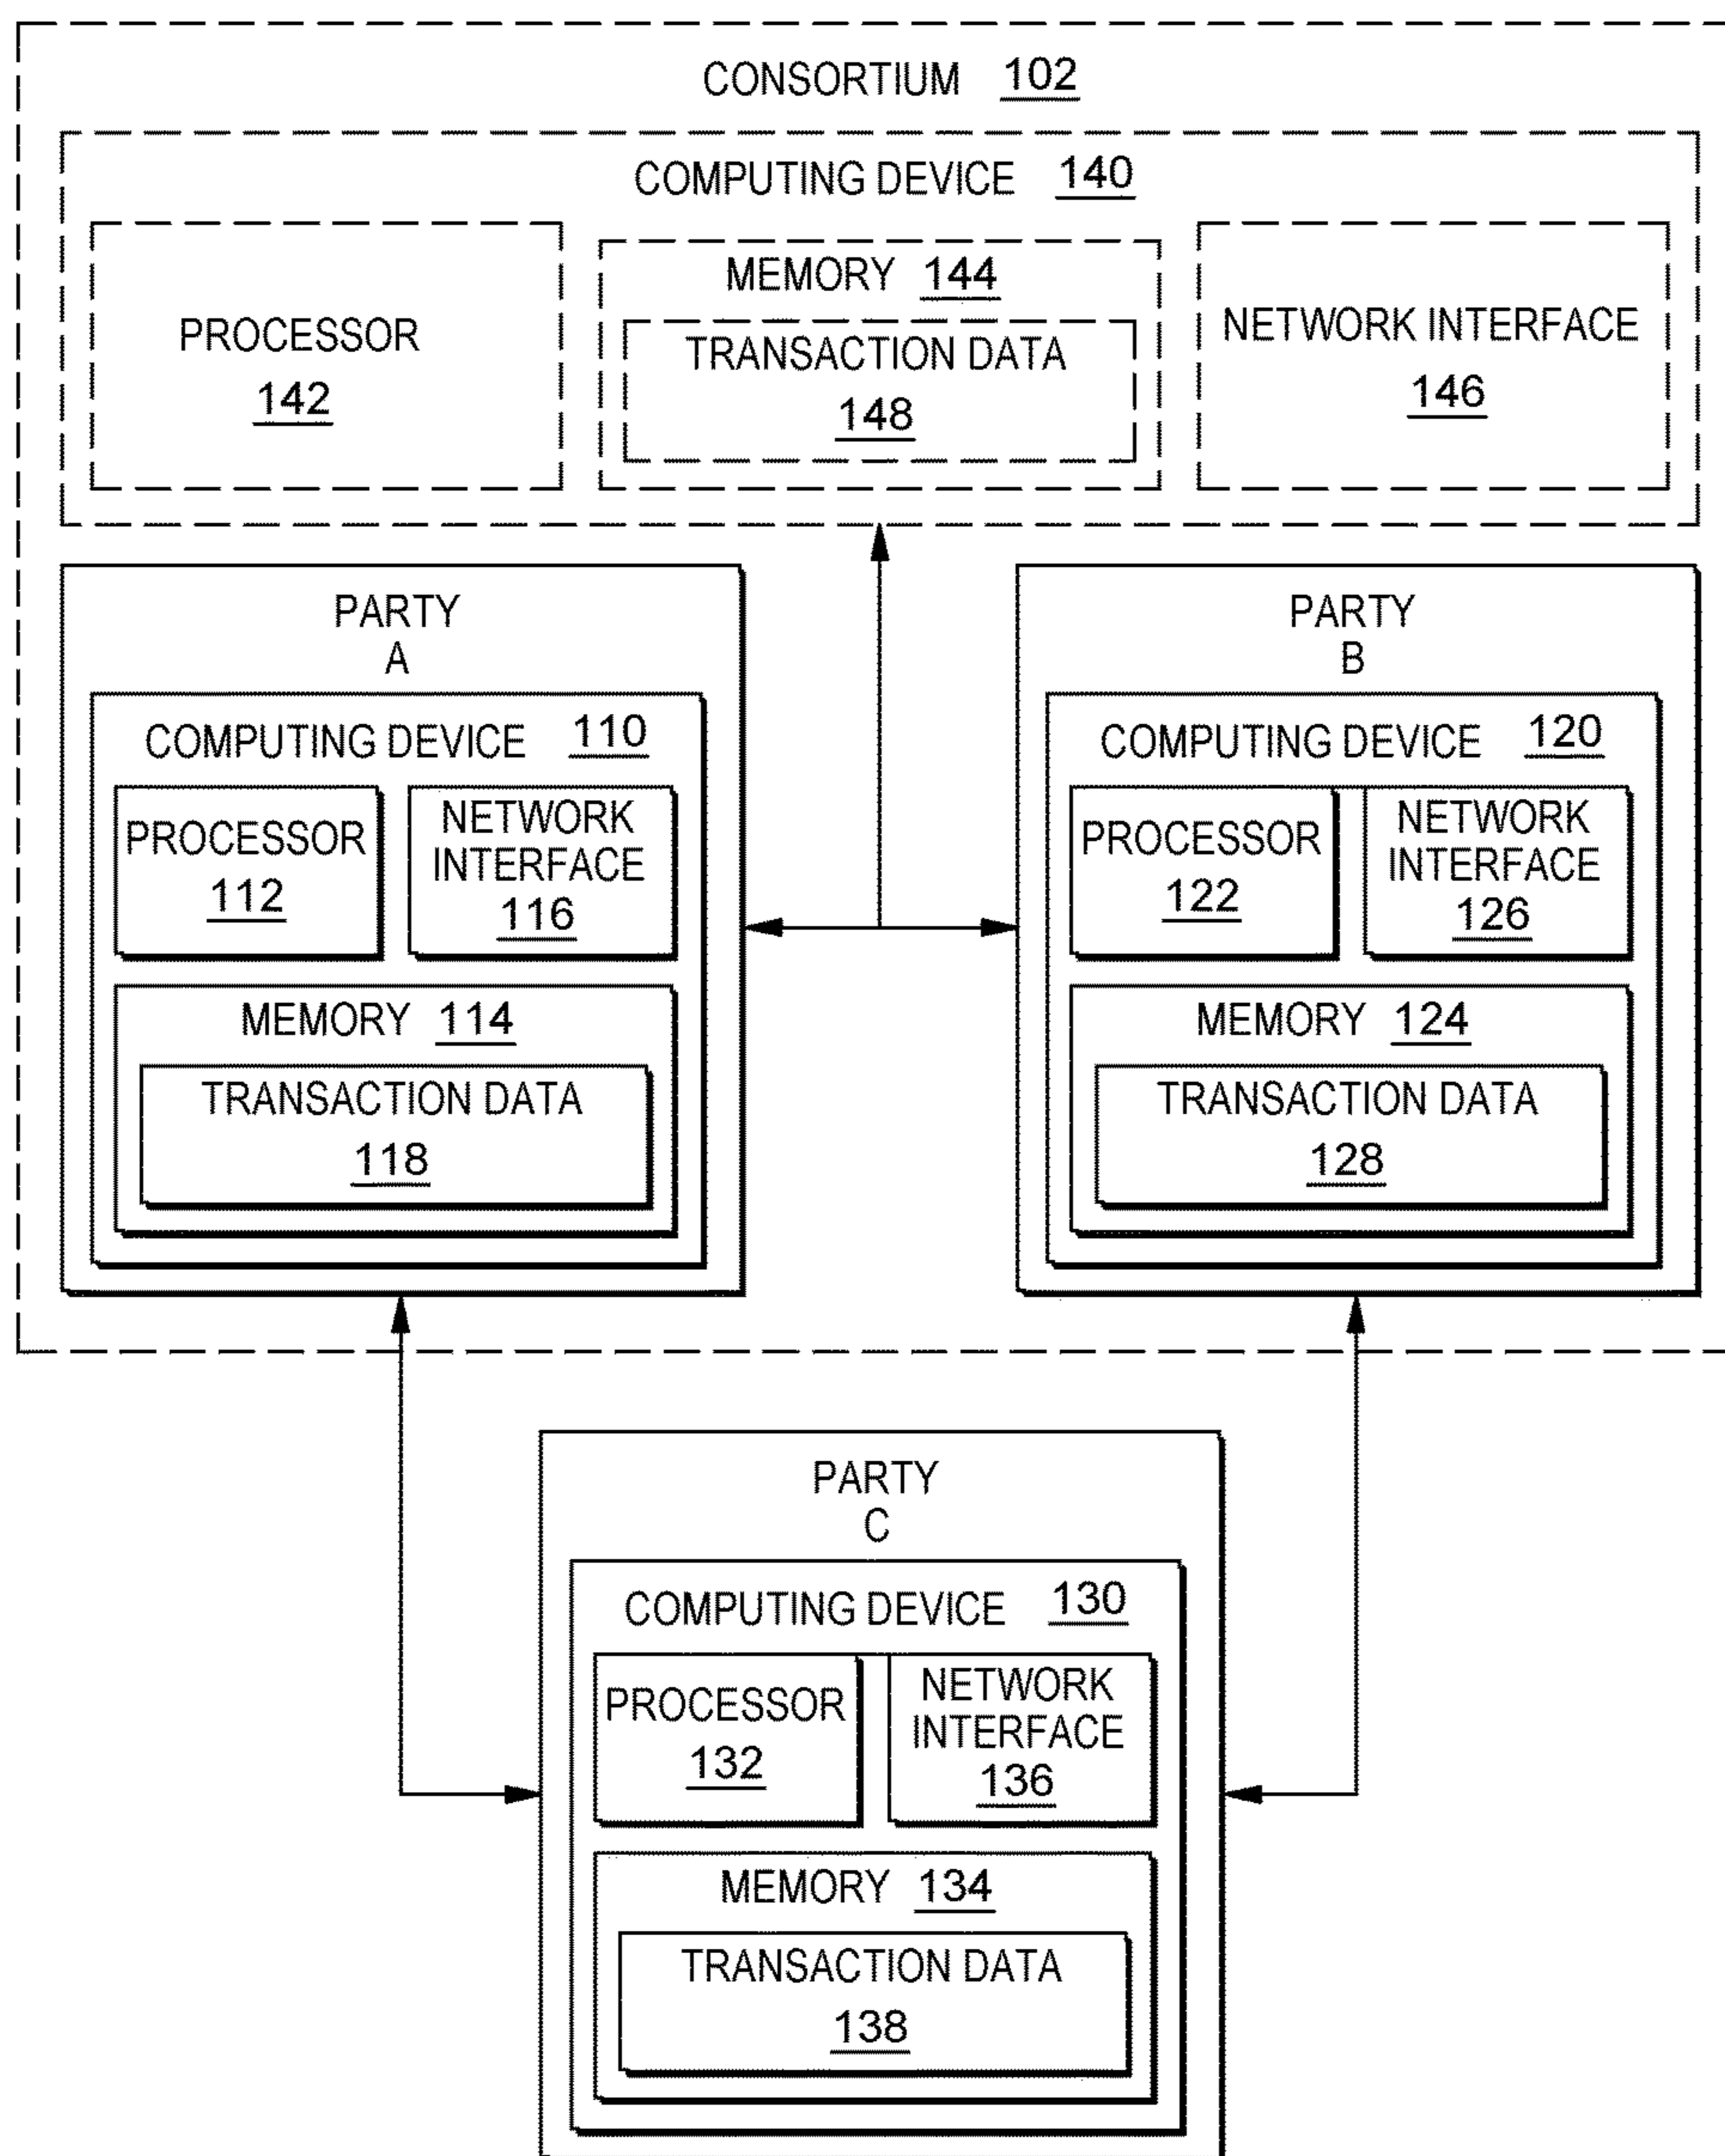 CONSORTIUM 102
COMPUTING DEVICE 140
PROCESSOR
142
MEMORY 144
TRANSACTION DATA
148
NETWORK INTERFACE
146
PARTY
A
COMPUTING DEVICE 110
PROCESSOR
112
NETWORK
INTERFACE
116
MEMORY 114
TRANSACTION DATA
118
PARTY
B
COMPUTING DEVICE 120
PROCESSOR
122
NETWORK
INTERFACE
126
MEMORY 124
TRANSACTION DATA
128
PARTY
C
COMPUTING DEVICE 130
PROCESSOR
132
NETWORK
INTERFACE
136
MEMORY 134
TRANSACTION DATA
138